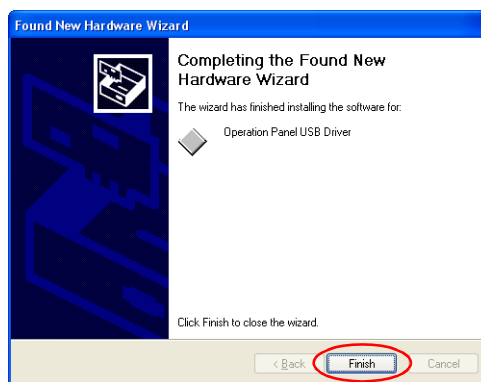 Found New Hardware Wizard
Completing the Found New
Hardware Wizard
The wizard has finished installing the software for:
Operation Panel USB Driver
Click Finish to close the wizard.
< Back Finish Cancel